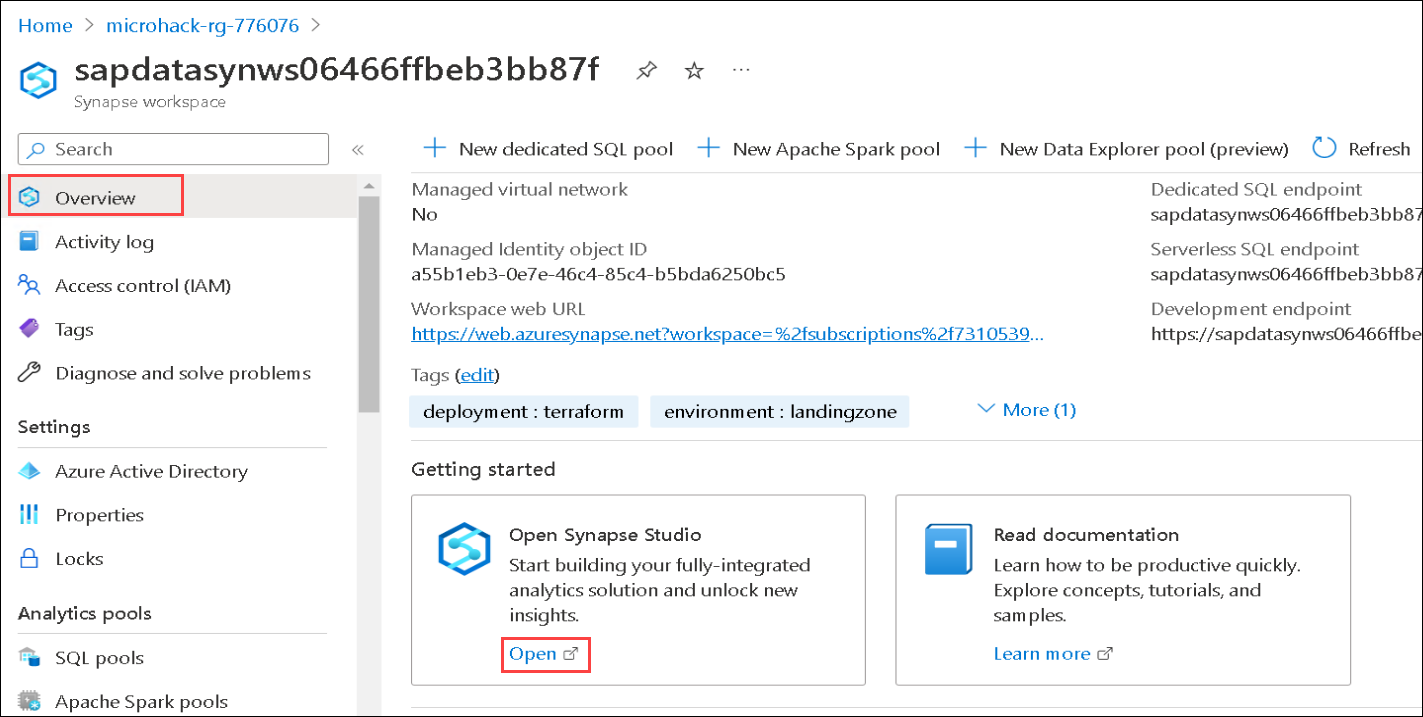 Home > microhack-rg-776076 >
sapdatasynws06466ffbeb3bb87f
Synapse workspace
Search
Overview
Activity log
Access control (IAM)
Tags
Diagnose and solve problems
Settings
Azure Active Directory
Properties
Locks
Analytics pools
SQL pools
Apache Spark pools
New dedicated SQL pool New Apache Spark pool New Data Explorer pool (preview) Refresh
Managed virtual network
No
Managed Identity object ID
a55b1eb3-0e7e-46c4-85c4-b5bda6250bc5
Workspace web URL
https://web.azuresynapse.net?workspace=%2fsubscriptions%2f7310539...
Dedicated SQL endpoint
sapdatasynws06466ffbeb3bb87
Serverless SQL endpoint
sapdatasynws06466ffbeb3bb87
Development endpoint
https://sapdatasynws06466ffbe
Tags (edit)
deployment : terraform environment : landingzone More (1)
Getting started
Open Synapse Studio
Start building your fully-integrated
analytics solution and unlock new
insights.
Open
Read documentation
Learn how to be productive quickly.
Explore concepts, tutorials, and
samples.
Learn more